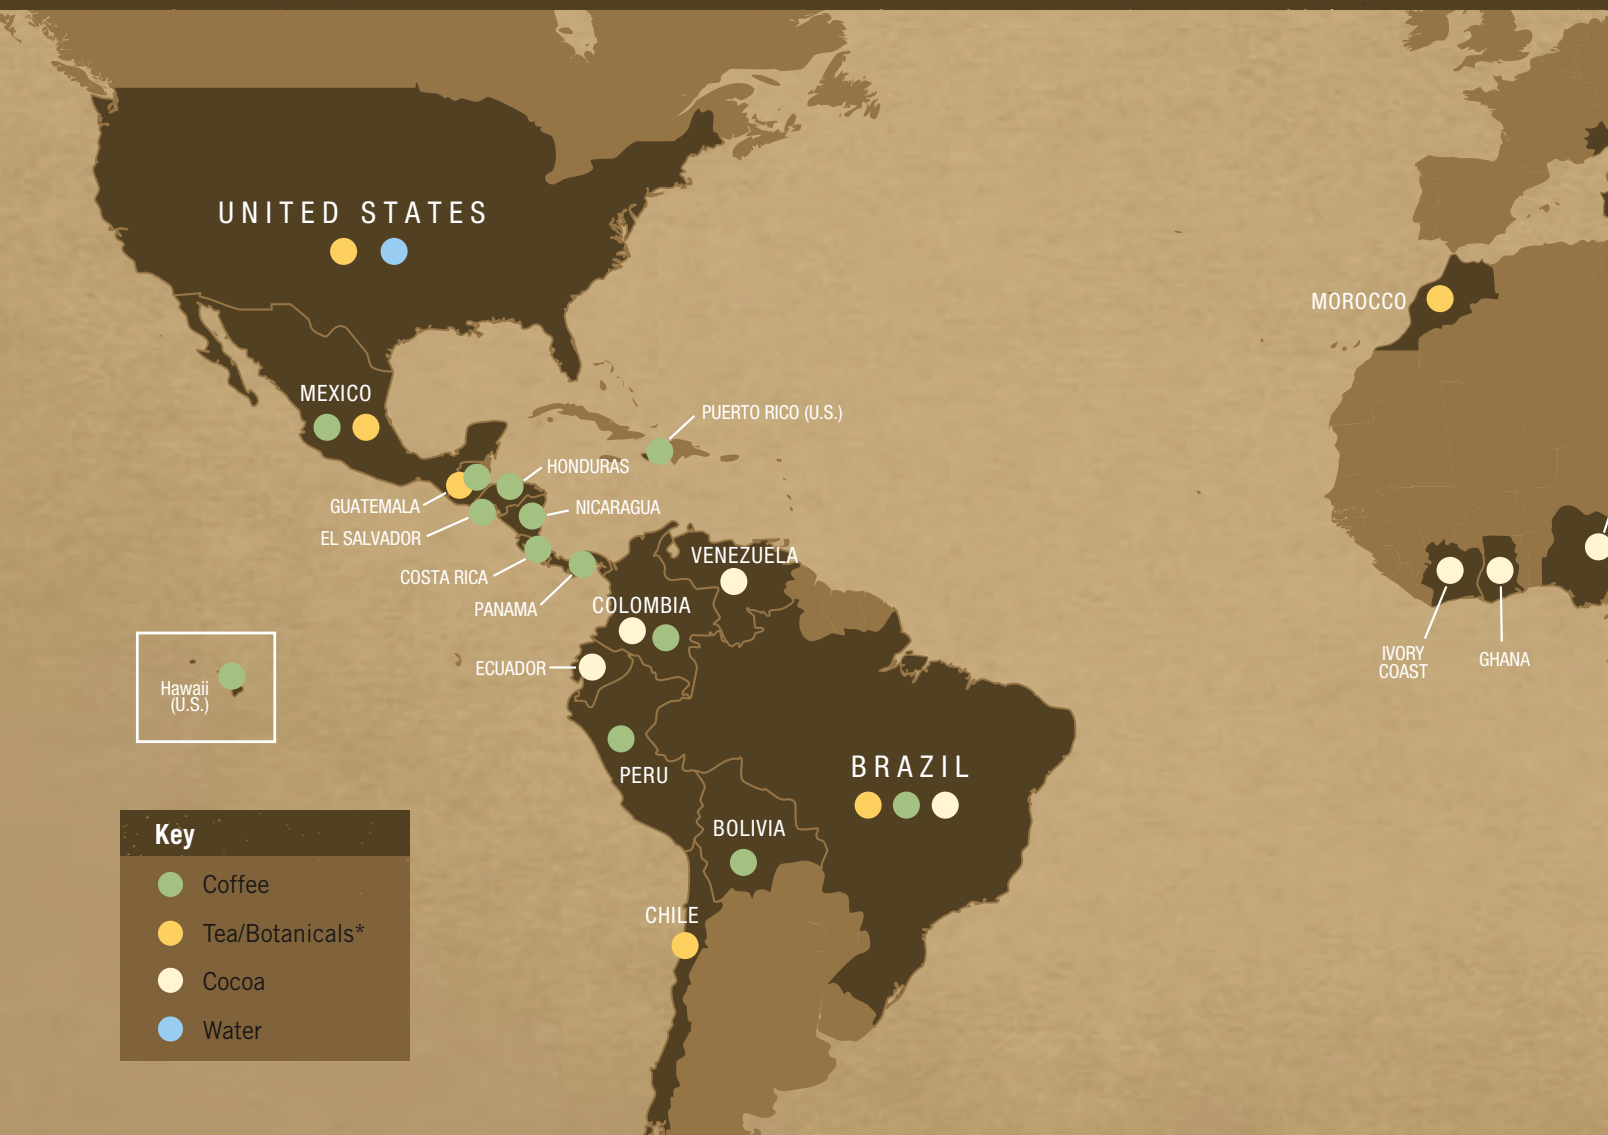 UNITED STATES
MOROCCO
MEXICO
PUERTO RICO (U.S.)
HONDURAS
GUATEMALA
NICARAGUA
EL SALVADOR
VENEZUELA
COSTA RICA
PANAMA
COLOMBIA
ECUADOR
IVORY
COAST
GHANA
Hawaii
(U.S.)
PERU
BRAZIL
BOLIVIA
CHILE
Key
Coffee
Tea/Botanicals*
Cocoa
Water